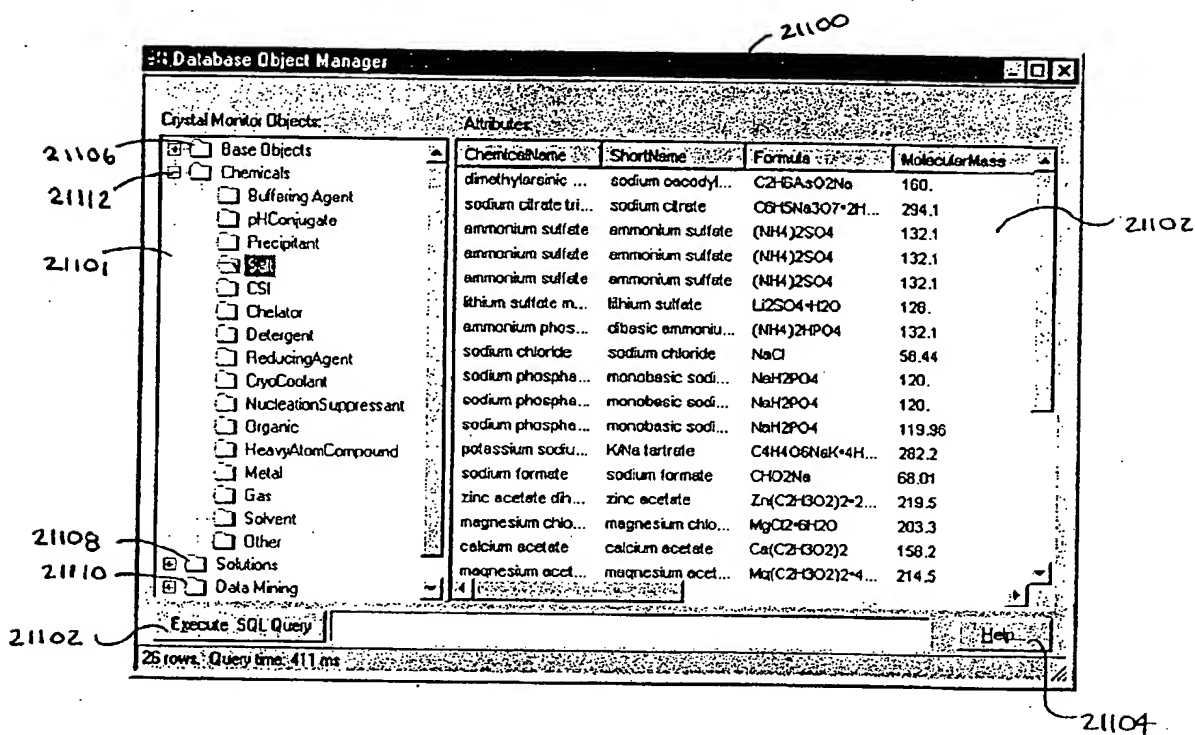 21100
Database Object Manager
Crystal Monitor Objects: Attributes:
21106 Base Objects
21112 Chemicals
Buffering Agent
pHConjugate
Precipitant
21101 Salt
CSI
Chelator
Detergent
ReducingAgent
CryoCoolant
NucleationSuppressant
Organic
HeavyAtomCompound
Metal
Gas
Solvent
Other
21108 Solutions
21110 Data Mining
ChemicalName ShortName Formula MolecularMass
dimethylarsinic ... sodium cacodyl... C2H6AsO2Na 160.
sodium citrate tri... sodium citrate C6H5Na3O7•2H... 294.1
21102
ammonium sulfate ammonium sulfate (NH4)2SO4 132.1
ammonium sulfate ammonium sulfate (NH4)2SO4 132.1
ammonium sulfate ammonium sulfate (NH4)2SO4 132.1
lithium sulfate m... lithium sulfate Li2SO4•H2O 128.
ammonium phos... dibasic ammoniu... (NH4)2HPO4 132.1
sodium chloride sodium chloride NaCl 58.44
sodium phospha... monobasic sodi... NaH2PO4 120.
sodium phospha... monobasic sodi... NaH2PO4 120.
sodium phospha... monobasic sodi... NaH2PO4 119.96
potassium sodiu... K/Na tartrate C4H4O6NaK•4H... 282.2
sodium formate sodium formate CHO2Na 68.01
zinc acetate dih... zinc acetate Zn(C2H3O2)2•2... 219.5
magnesium chlo... magnesium chlo... MgCl2•6H2O 203.3
calcium acetate calcium acetate Ca(C2H3O2)2 158.2
magnesium acet... magnesium acet... Mg(C2H3O2)2•4... 214.5
21102 Execute SQL Query Help
26 rows, Query time: 411 ms
21104